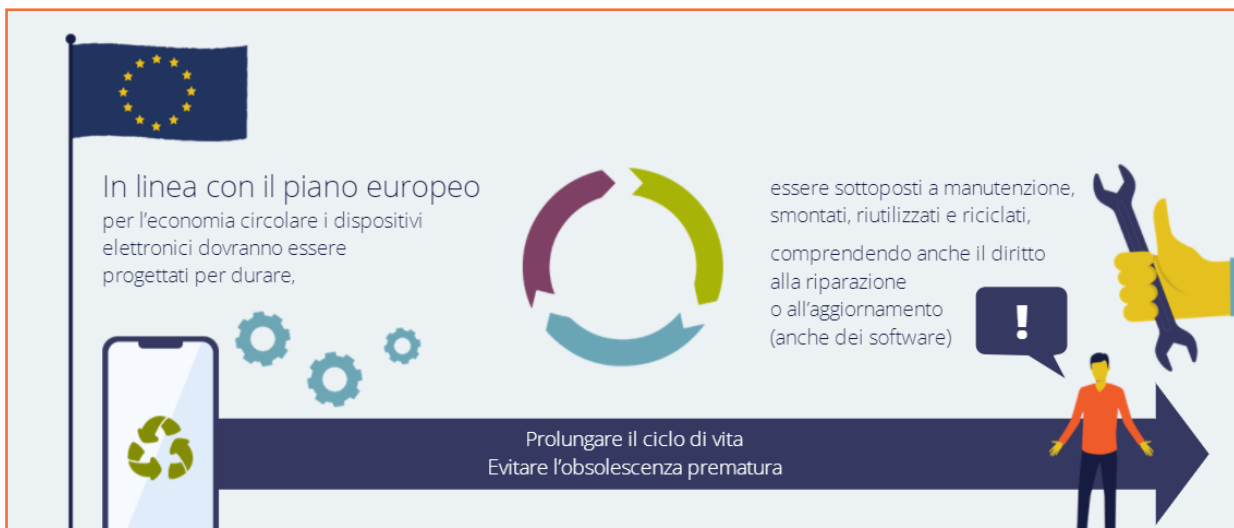 In linea con il piano europeo
per l’economia circolare i dispositivi
elettronici dovranno essere
progettati per durare,
essere sottoposti a manutenzione,
smontati, riutilizzati e riciclati,
comprendendo anche il diritto
alla riparazione
o all’aggiornamento
(anche dei software)
!
Prolungare il ciclo di vita
Evitare l’obsolescenza prematura